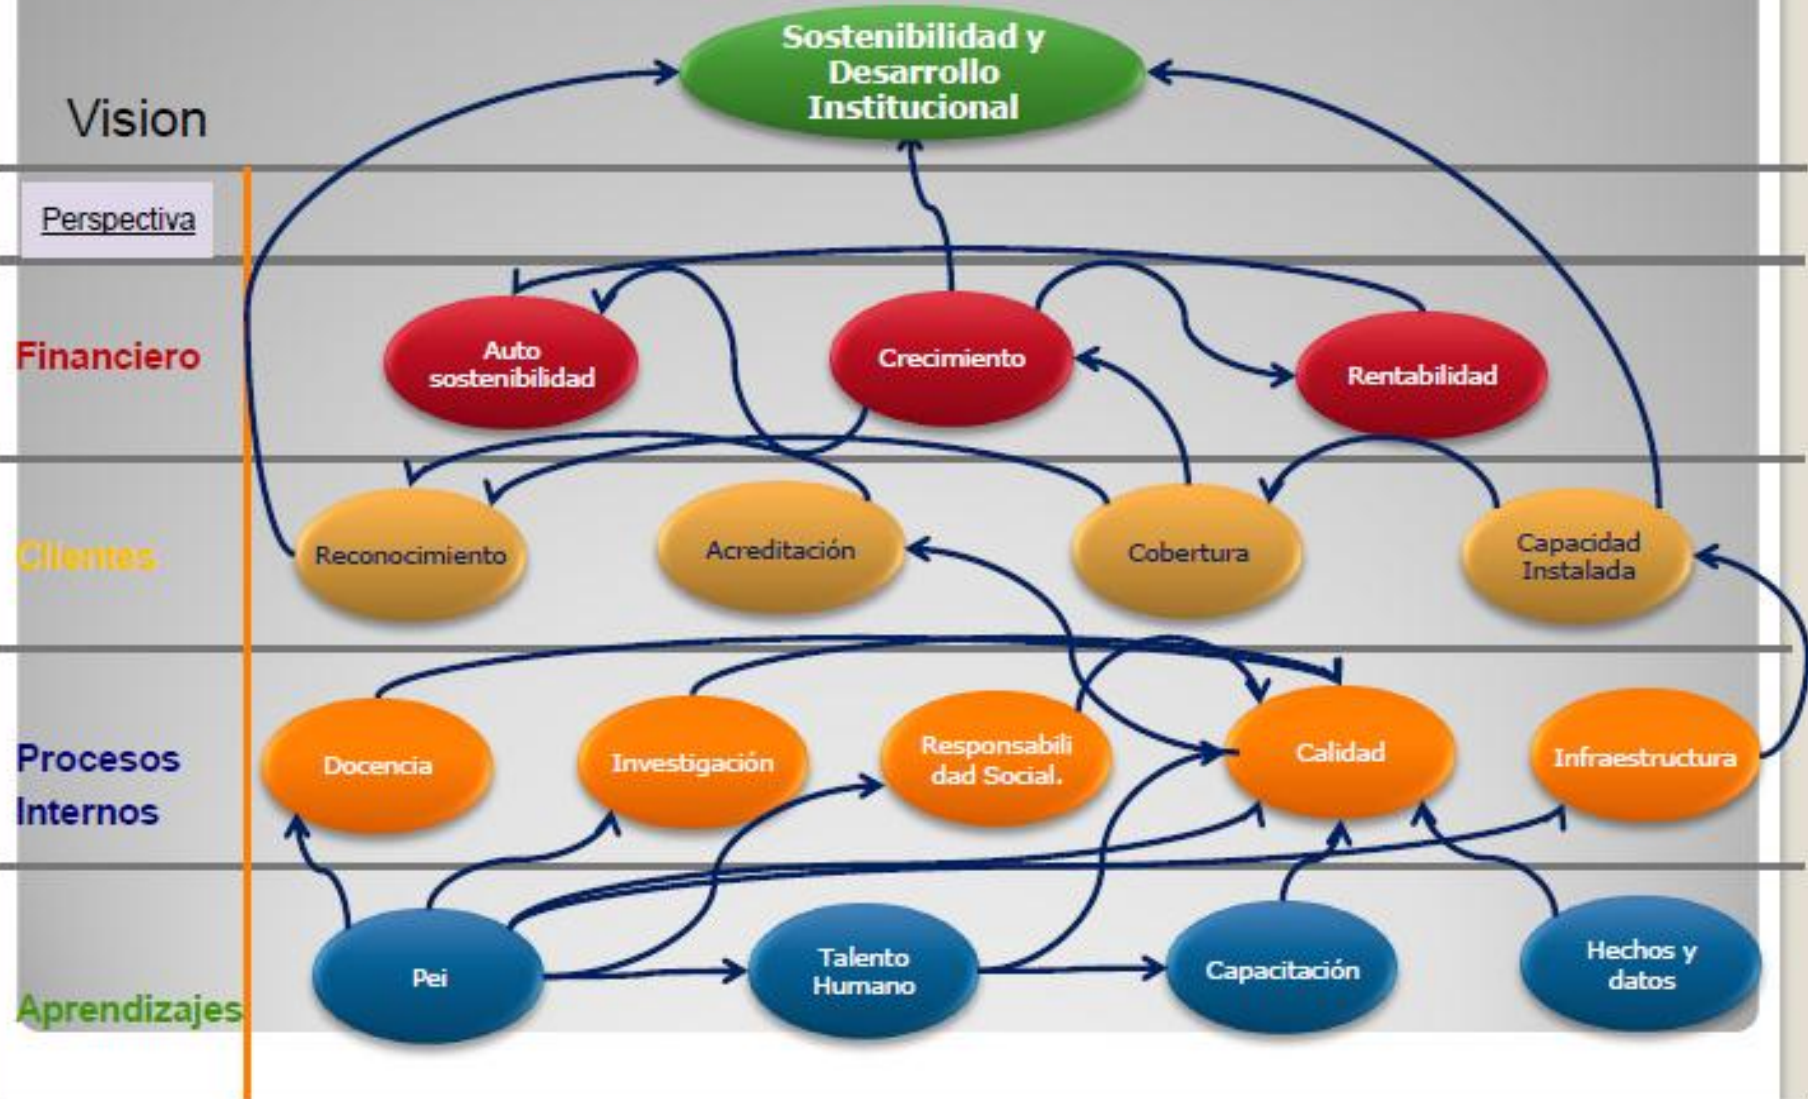 Sostenibilidad y
Desarrollo
Institucional
Vision
Perspectiva
Financiero
Auto
sostenibilidad
Crecimiento
Rentabilidad
Clientes
Reconocimiento
Acreditación
Cobertura
Capacidad
Instalada
Procesos
Internos
Docencia
Investigación
Responsabili
dad Social.
Calidad
Infraestructura
Aprendizajes
Pei
Talento
Humano
Capacitación
Hechos y
datos